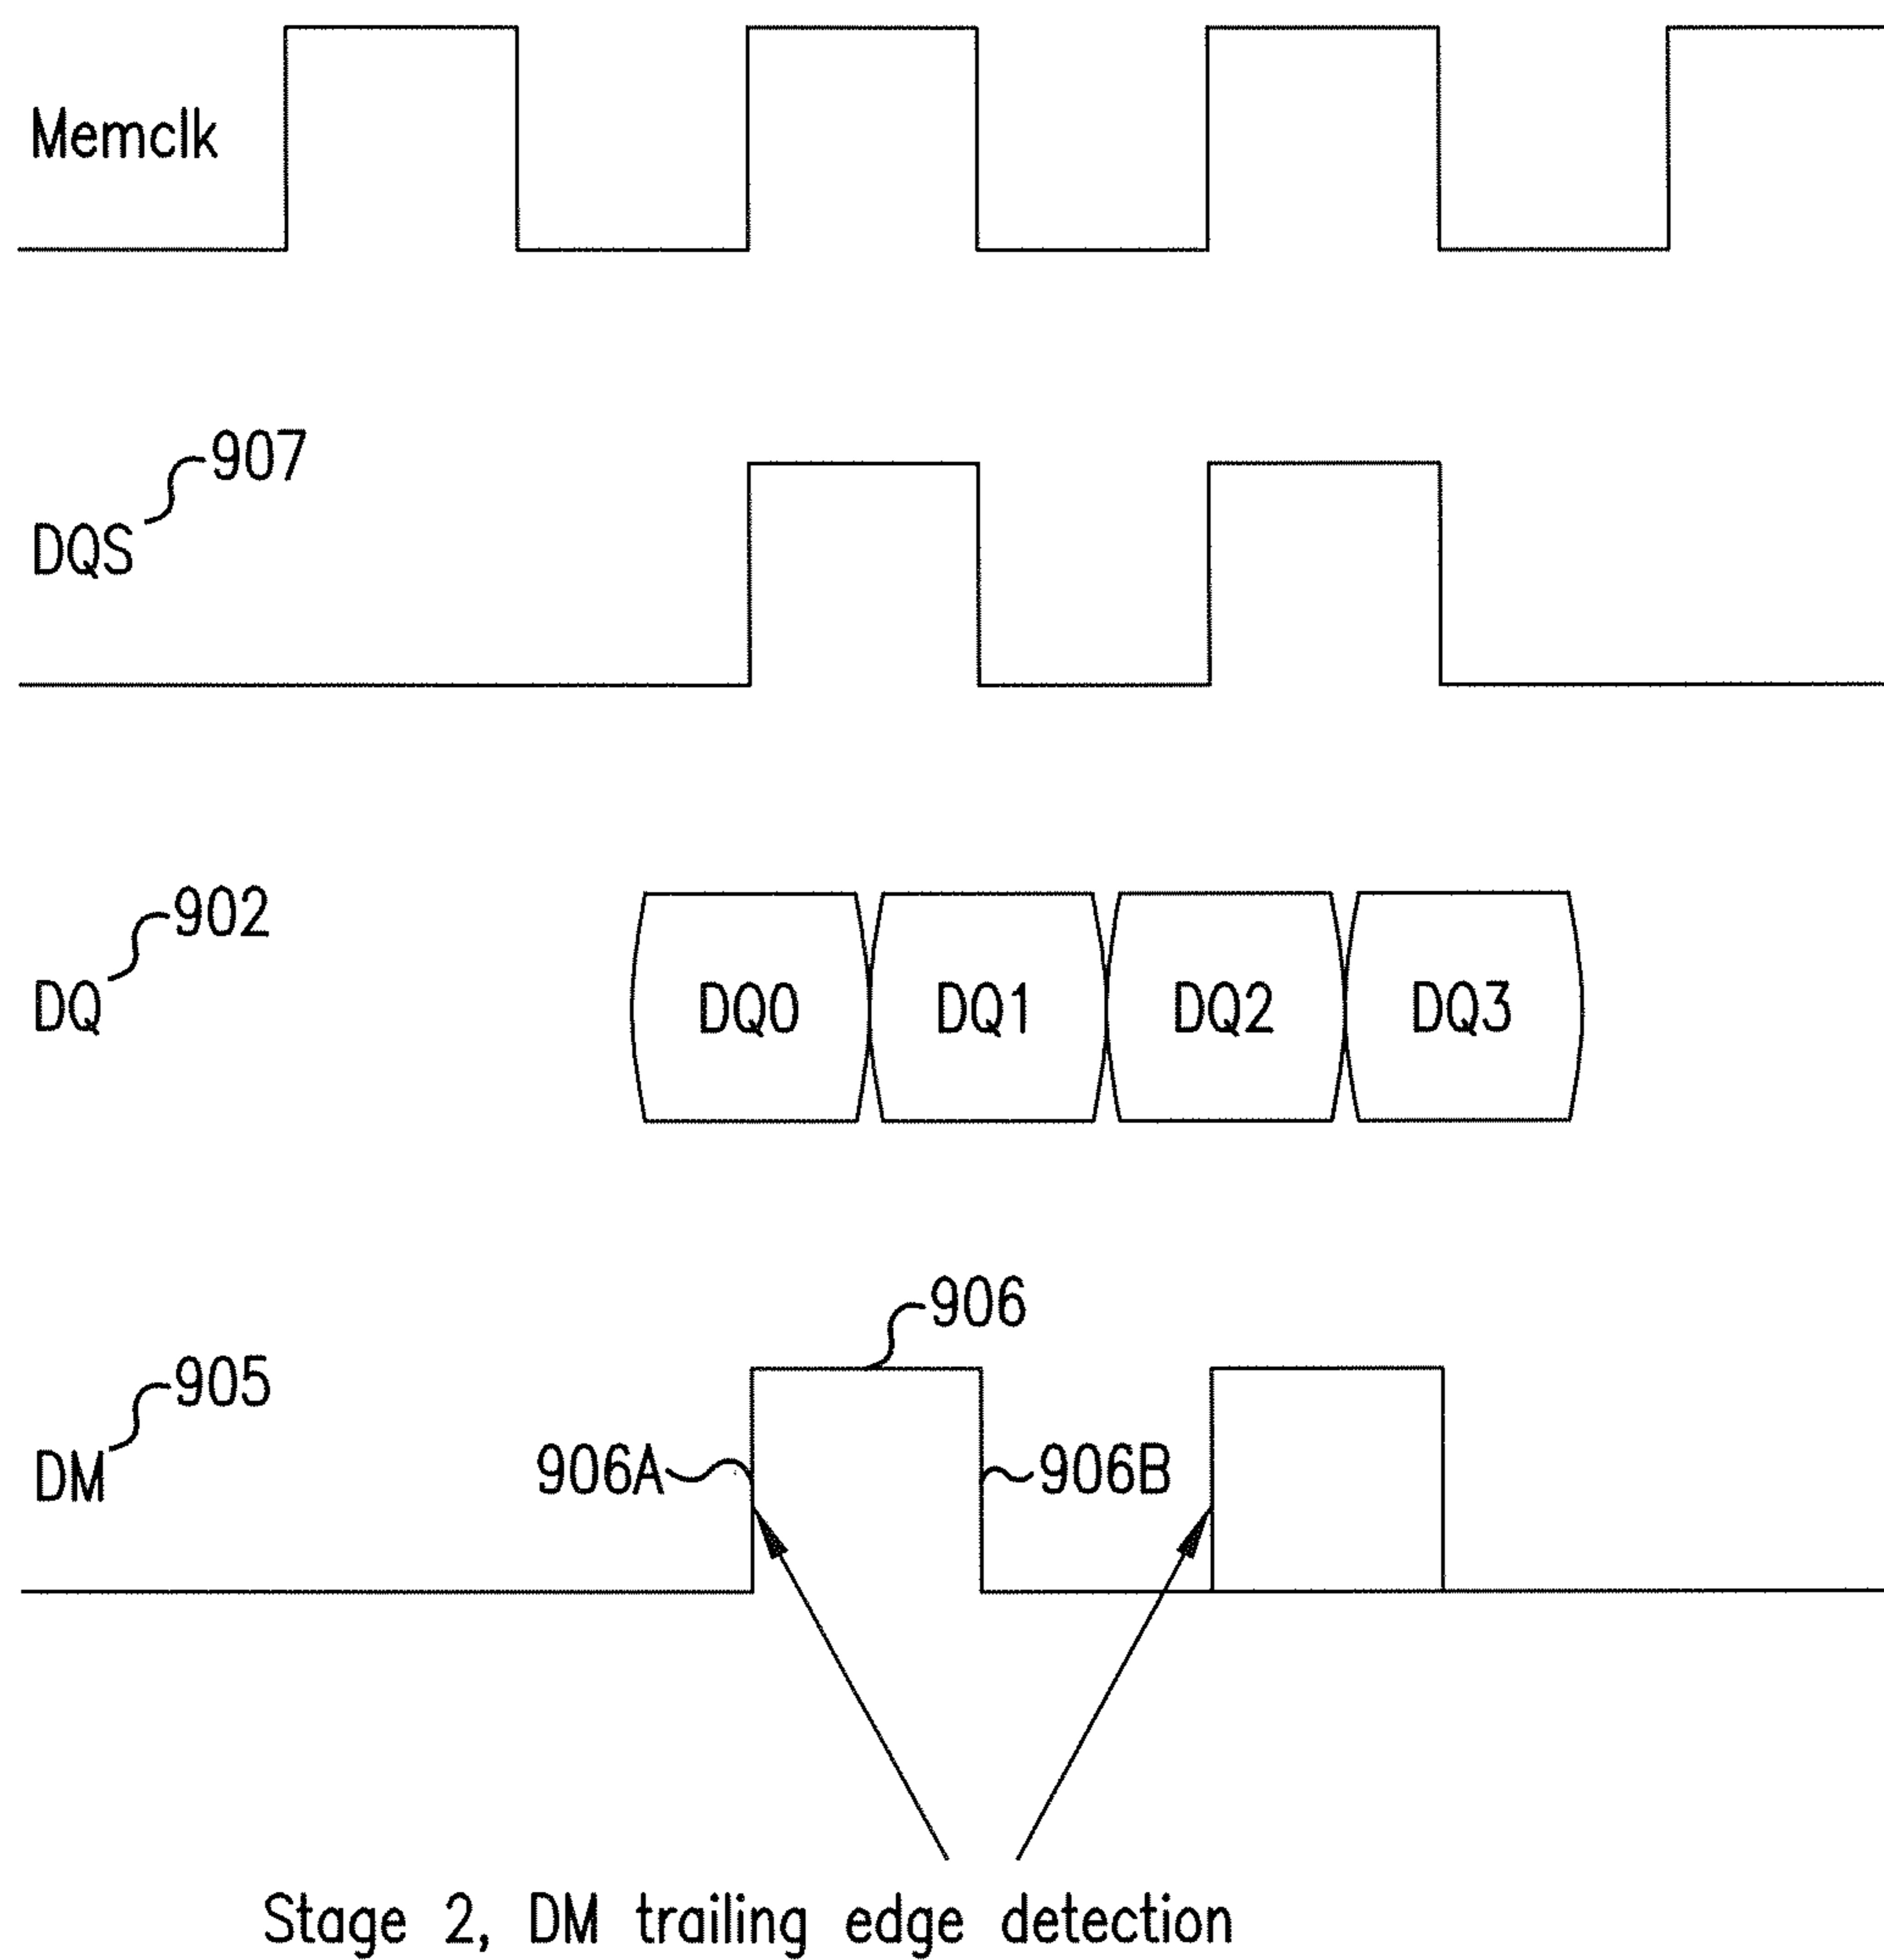 Memclk
907
DQS
902
DQ
DQ0 DQ1 DQ2 DQ3
906
905
DM
906A 906B
Stage 2, DM trailing edge detection